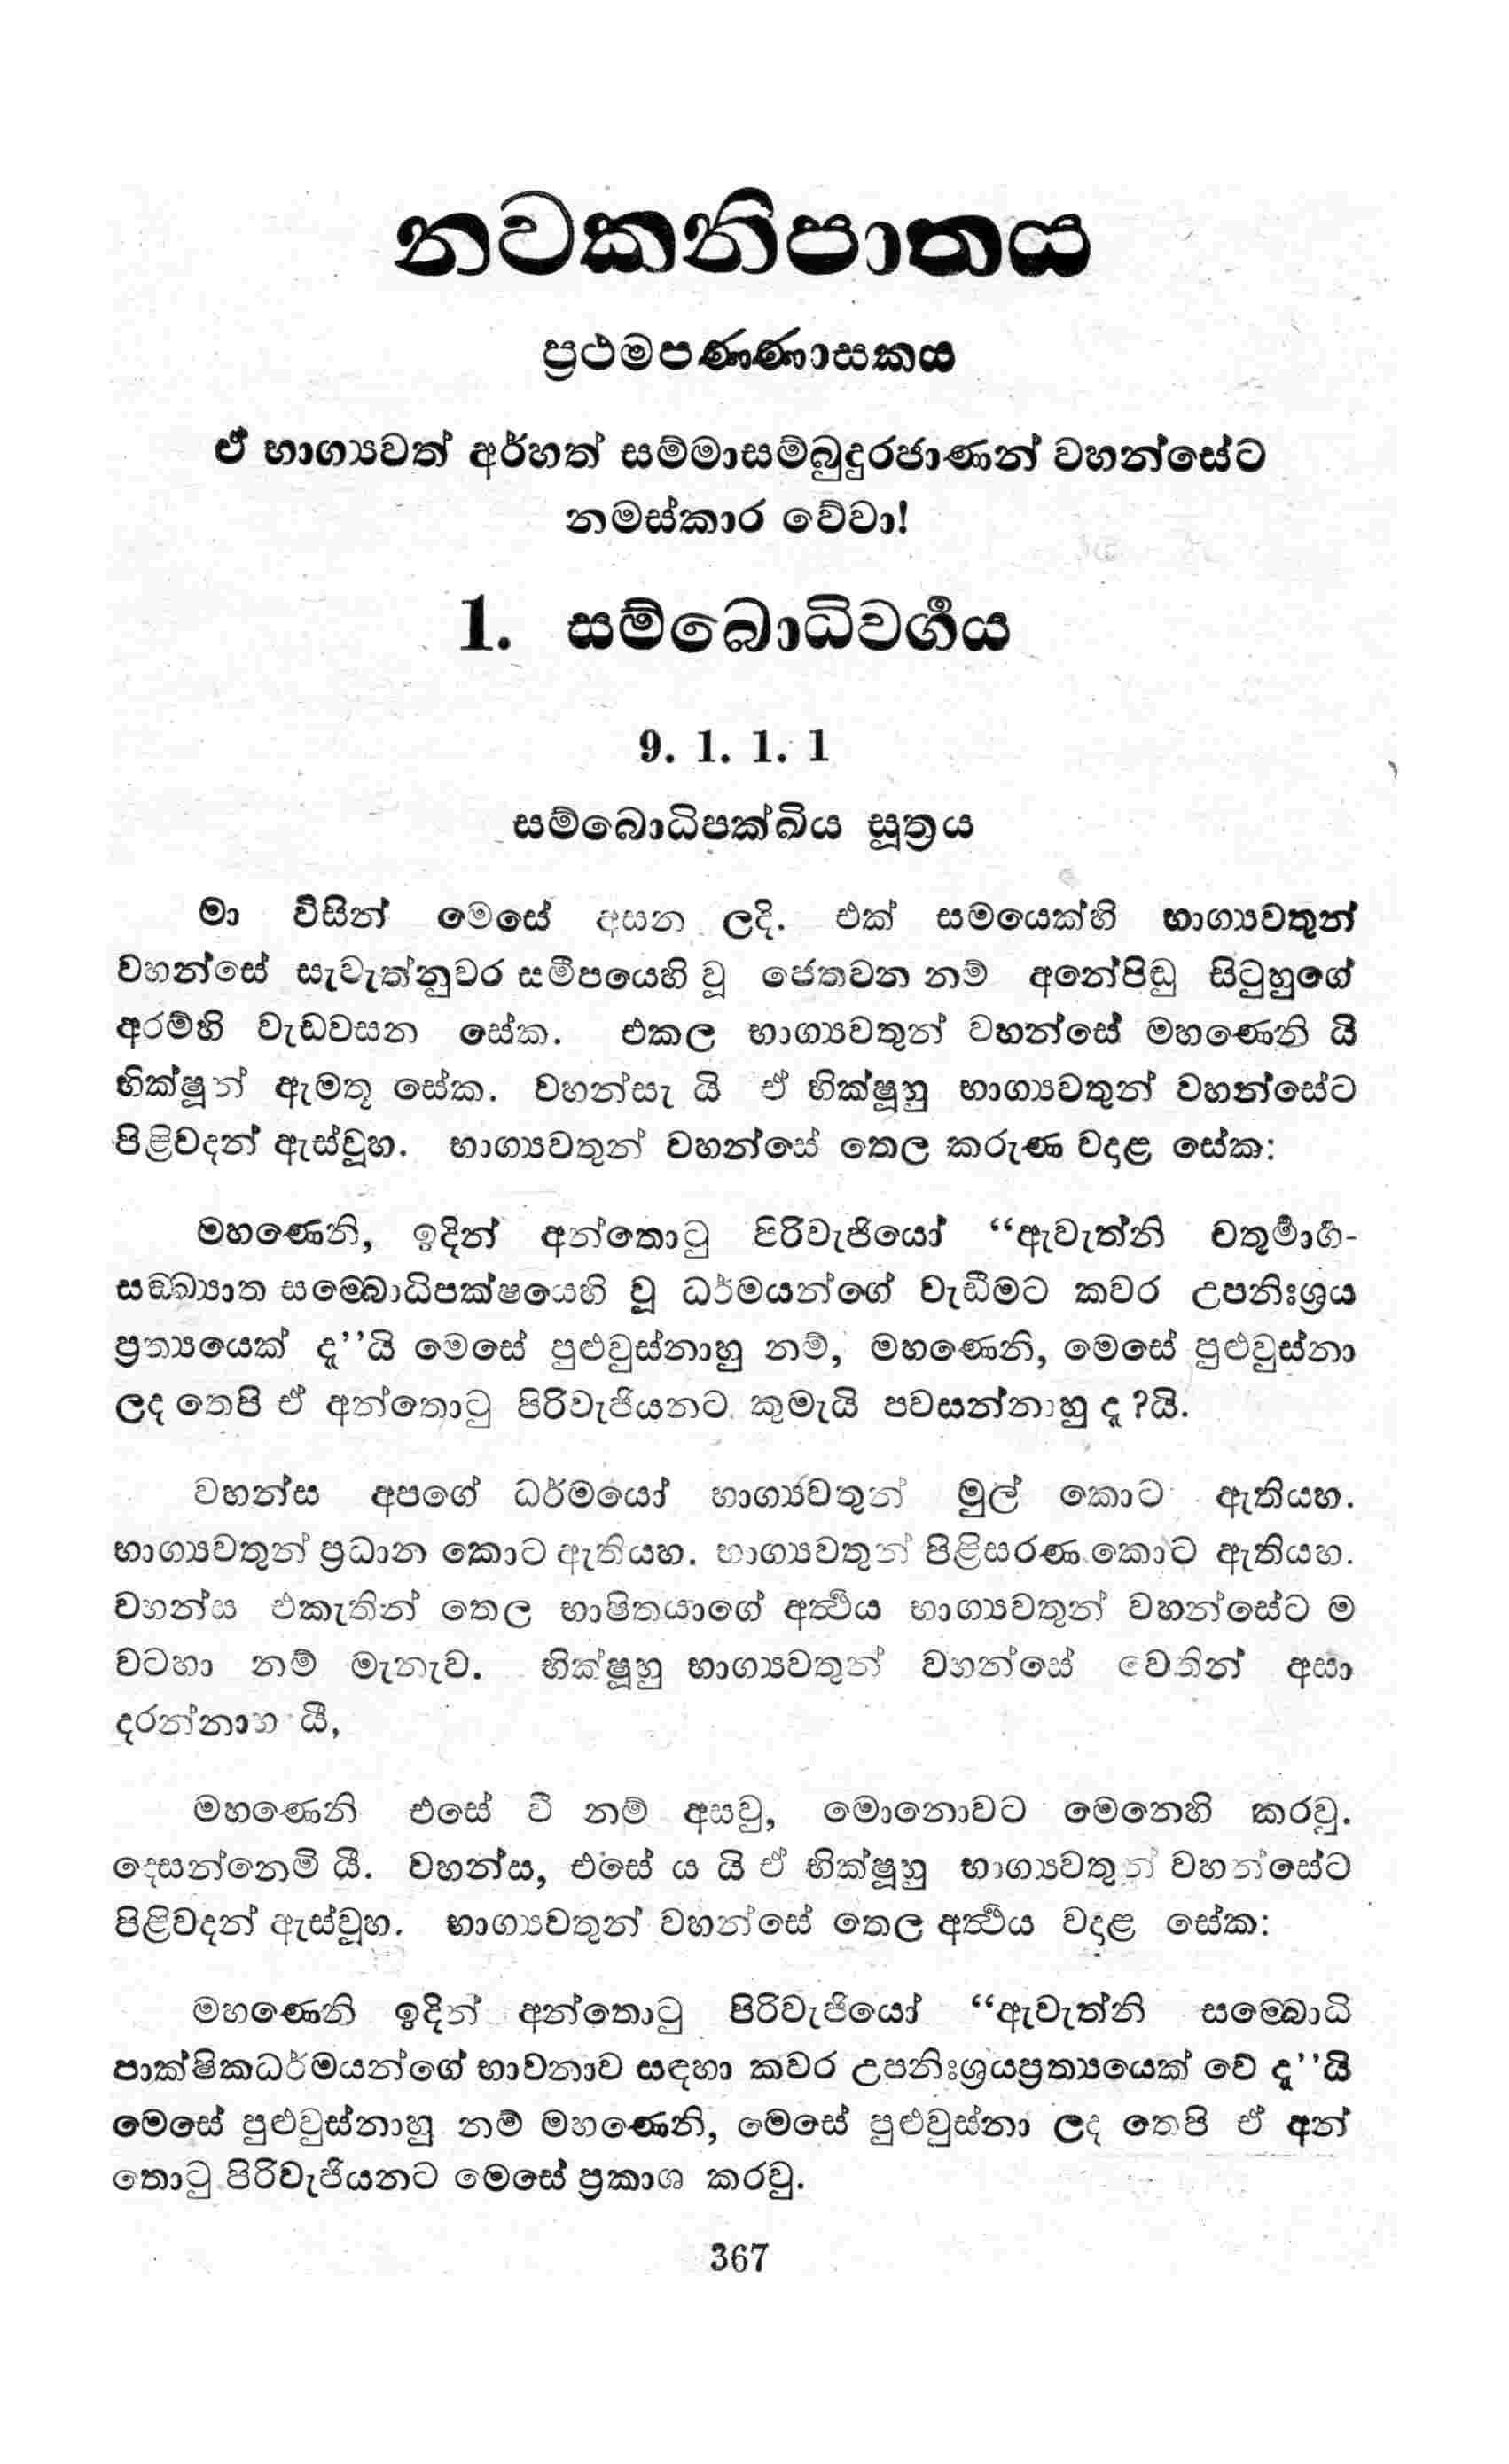 නවකනිපාතය
ප්‍රථමපණ්ණාසකය
ඒ භාග්‍යවත් අර්හත් සම්මාසම්බුදුරජාණන් වහන්සේට
නමස්කාර වේවා!
1. සම්බොධිවර්‍ගය
9. 1. 1. 1
සම්බොධිපක්ඛිය සූත්‍රය
මා විසින් මෙසේ අසන ලදි. එක් සමයෙක්හි භාග්‍යවතුන්
වහන්සේ සැවැත්නුවර සමීපයෙහි වූ ජෙතවන නම් අනේපිඬු සිටුහුගේ
අරම්හි වැඩවසන සේක. එකල භාග්‍යවතුන් වහන්සේ මහණෙනි යි
භික්ෂූන් ඇමතූ සේක. වහන්සැ යි ඒ භික්ෂූහු භාග්‍යවතුන් වහන්සේට
පිළිවදන් ඇස්වූහ. භාග්‍යවතුන් වහන්සේ තෙල කරුණ වදාළ සේක:
මහණෙනි, ඉදින් අන්තොටු පිරිවැජියෝ “ඇවැත්නි චතුර්‍මාර්‍ග-
සඞ්ඛ්‍යාත සම්බොධිපක්ෂයෙහි වූ ධර්මයන්ගේ වැඩීමට කවර උපනිඃශ්‍රය
ප්‍රත්‍යයෙක් දැ’’යි මෙසේ පුළුවුස්නාහු නම්, මහණෙනි, මෙසේ පුළුවුස්නා
ලද තෙපි ඒ අන්තොටු පිරිවැජියනට කුමැයි පවසන්නාහු දැ?යි.
වහන්ස අපගේ ධර්මයෝ භාග්‍යවතුන් මුල් කොට ඇතියහ.
භාග්‍යවතුන් ප්‍රධාන කොට ඇතියහ. භාග්‍යවතුන් පිළිසරණ කොට ඇතියහ.
වහන්ස එකැතින් තෙල භාෂිතයාගේ අර්‍ත්‍ථය භාග්‍යවතුන් වහන්සේට ම
වටහා නම් මැනැව. භික්ෂූහු භාග්‍යවතුන් වහන්සේ වෙතින් අසා
දරන්නාහ යී,
මහණෙනි එසේ වී නම් අසවු, මොනොවට මෙනෙහි කරවු.
දෙසන්නෙමි යී. වහන්ස, එසේ ය යි ඒ භික්ෂූහු භාග්‍යවතුන් වහන්සේට
පිළිවදන් ඇස්වූහ. භාග්‍යවතුන් වහන්සේ තෙල අර්‍ත්‍ථය වදාළ සේක:
මහණෙනි ඉදින් අන්තොටු පිරිවැජියෝ “ඇවැත්නි සම්බොධි
පාක්ෂිකධර්මයන්ගේ භාවනාව සඳහා කවර උපනිඃශ්‍රයප්‍රත්‍යයෙක් වේ දැ’’යි
මෙසේ පුළුවුස්නාහු නම් මහණෙනි, මෙසේ පුළුවුස්නා ලද තෙපි ඒ අන්
තොටු පිරිවැජියනට මෙසේ ප්‍රකාශ කරවු.
367